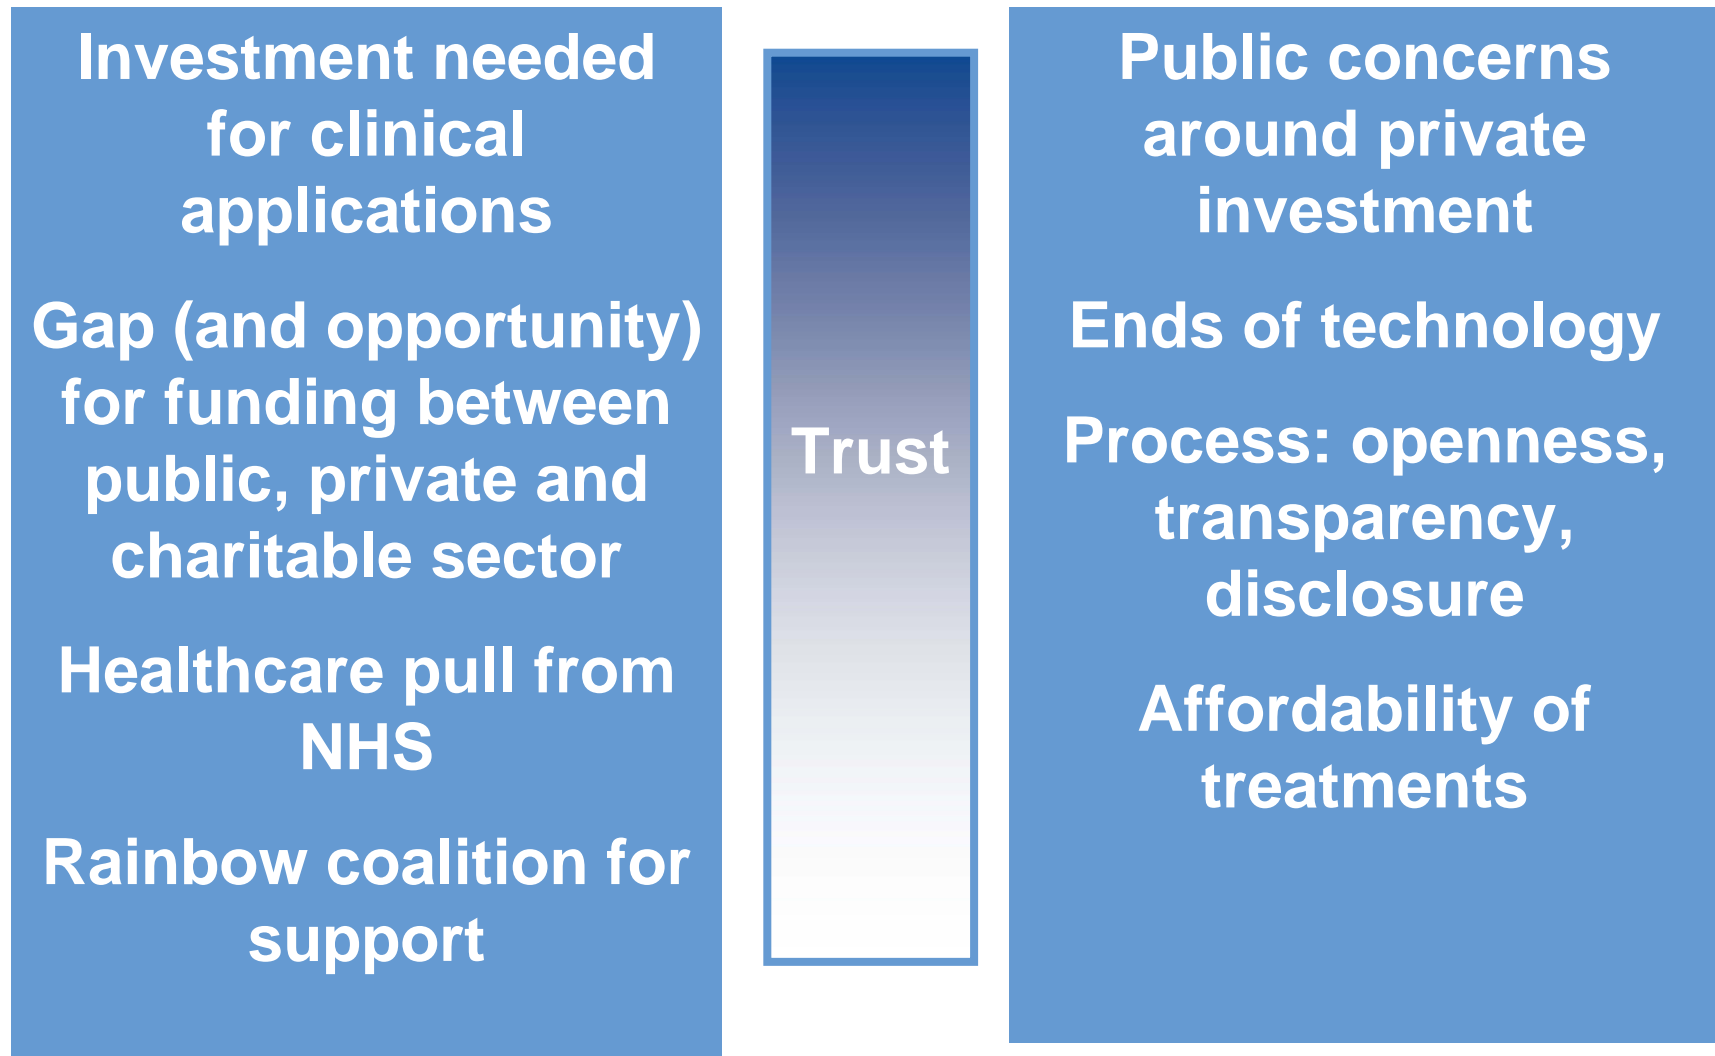 Investment needed
for clinical
applications
Gap (and opportunity)
for funding between
public, private and
charitable sector
Healthcare pull from
NHS
Rainbow coalition for
support
Trust
Public concerns
around private
investment
Ends of technology
Process: openness,
transparency,
disclosure
Affordability of
treatments